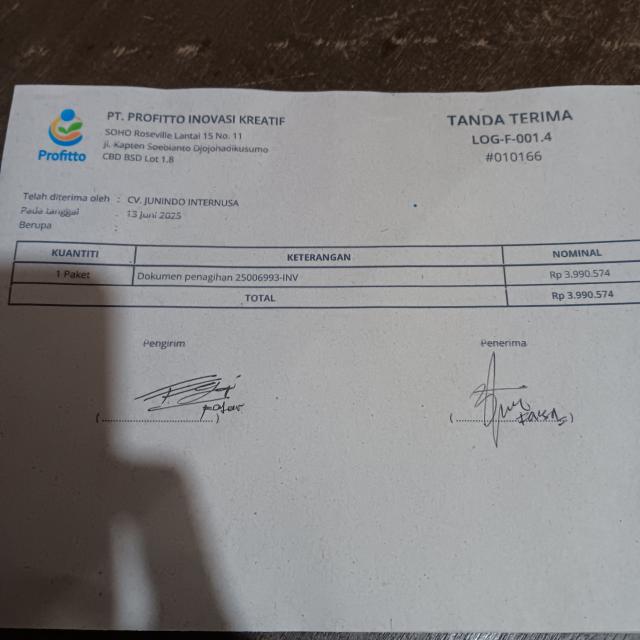 Profitto
PT. PROFITTO INOVASI KREATIF
SOHO Roseville Lantai 15 No. 11
Jl. Kapten Soebianto Djojohadikusumo
CBD BSD Lot 1.8
TANDA TERIMA
LOG-F-001.4
#010166
Telah diterima oleh : CV. JUNINDO INTERNUSA
Pada tanggal : 13 Juni 2025
Berupa :
KUANTITI KETERANGAN NOMINAL
1 Paket Dokumen penagihan 25006993-INV Rp 3.990.574
TOTAL Rp 3.990.574
Pengirim Penerima
(........................) (........................)